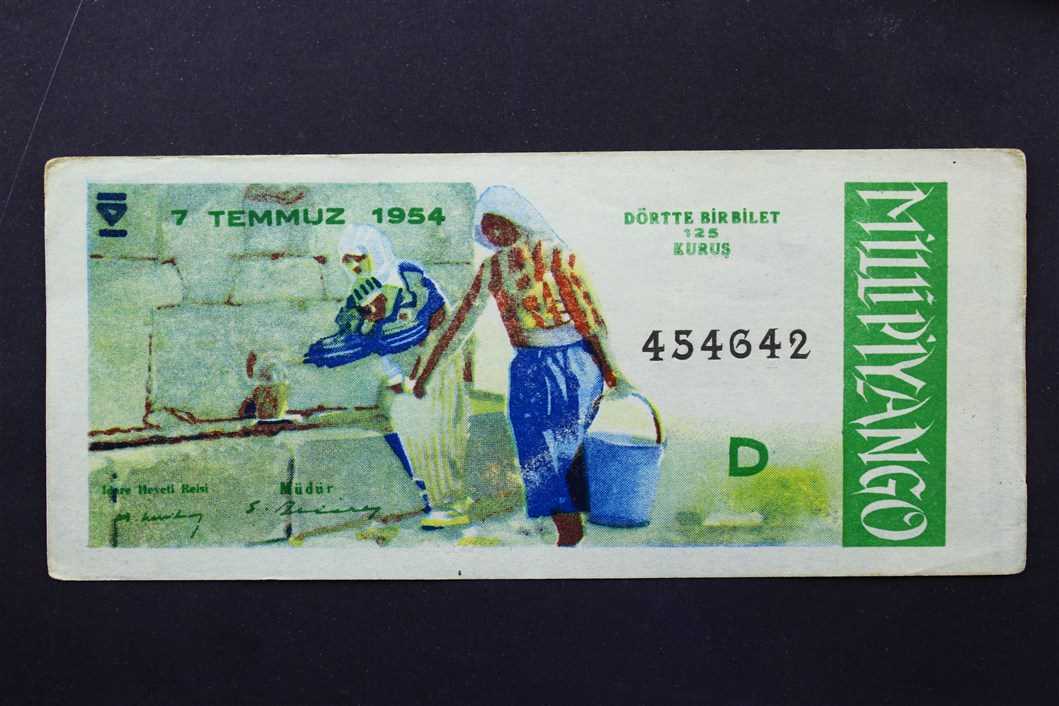 7 TEMMUZ 1954
DÖRTTE BİR BİLET
125
KURUŞ
454642
D
İdare Heyeti Reisi
Müdür
MİLLİ PİYANGO